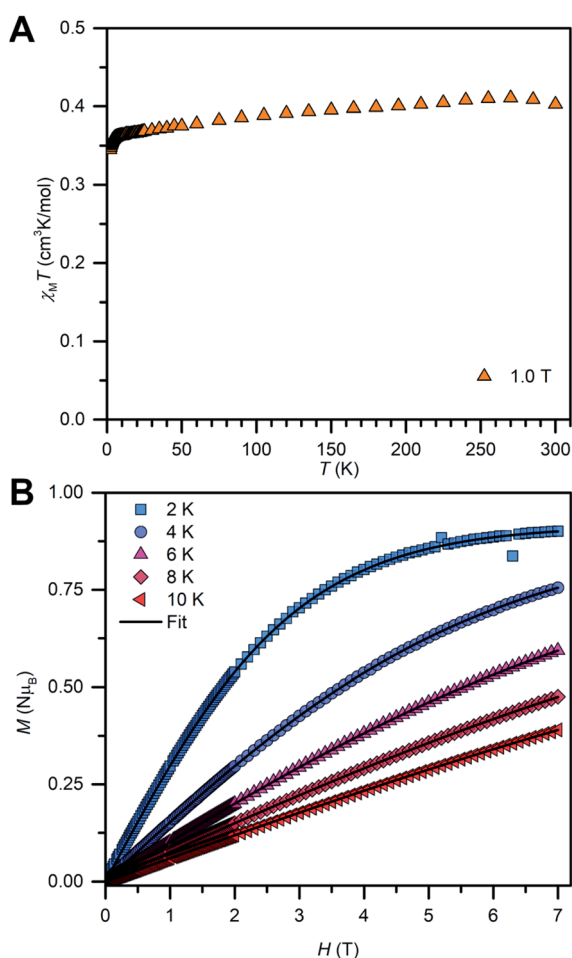 A
0.5
0.4
0.3
0.2
0.1
0.0
χMT (cm³K/mol)
1.0 T
0 50 100 150 200 250 300
T (K)
B
1.00
0.75
0.50
0.25
0.00
M (NμB)
2 K
4 K
6 K
8 K
10 K
Fit
0 1 2 3 4 5 6 7
H (T)